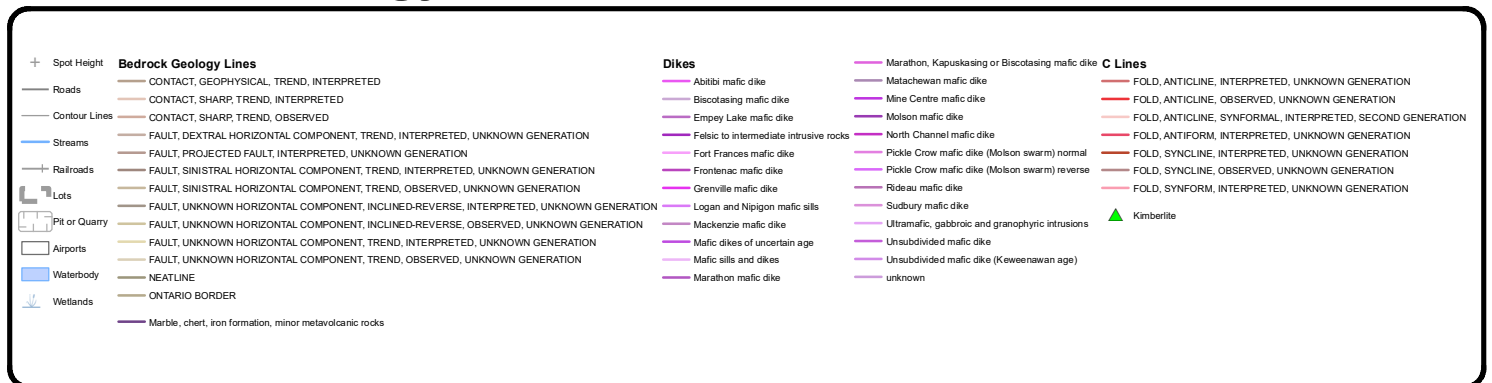 Spot Height
Roads
Contour Lines
Streams
Railroads
Lots
Pit or Quarry
Airports
Waterbody
Wetlands
Bedrock Geology Lines
CONTACT, GEOPHYSICAL, TREND, INTERPRETED
CONTACT, SHARP, TREND, INTERPRETED
CONTACT, SHARP, TREND, OBSERVED
FAULT, DEXTRAL HORIZONTAL COMPONENT, TREND, INTERPRETED, UNKNOWN GENERATION
FAULT, PROJECTED FAULT, INTERPRETED, UNKNOWN GENERATION
FAULT, SINISTRAL HORIZONTAL COMPONENT, TREND, INTERPRETED, UNKNOWN GENERATION
FAULT, SINISTRAL HORIZONTAL COMPONENT, TREND, OBSERVED, UNKNOWN GENERATION
FAULT, UNKNOWN HORIZONTAL COMPONENT, INCLINED-REVERSE, INTERPRETED, UNKNOWN GENERATION
FAULT, UNKNOWN HORIZONTAL COMPONENT, INCLINED-REVERSE, OBSERVED, UNKNOWN GENERATION
FAULT, UNKNOWN HORIZONTAL COMPONENT, TREND, INTERPRETED, UNKNOWN GENERATION
FAULT, UNKNOWN HORIZONTAL COMPONENT, TREND, OBSERVED, UNKNOWN GENERATION
NEATLINE
ONTARIO BORDER
Marble, chert, iron formation, minor metavolcanic rocks
Dikes
Abitibi mafic dike
Biscotasing mafic dike
Empey Lake mafic dike
Felsic to intermediate intrusive rocks
Fort Frances mafic dike
Frontenac mafic dike
Grenville mafic dike
Logan and Nipigon mafic sills
Mackenzie mafic dike
Mafic dikes of uncertain age
Mafic sills and dikes
Marathon mafic dike
Marathon, Kapuskasing or Biscotasing mafic dike
Matachewan mafic dike
Mine Centre mafic dike
Molson mafic dike
North Channel mafic dike
Pickle Crow mafic dike (Molson swarm) normal
Pickle Crow mafic dike (Molson swarm) reverse
Rideau mafic dike
Sudbury mafic dike
Ultramafic, gabbroic and granophyric intrusions
Unsubdivided mafic dike
Unsubdivided mafic dike (Keweenawan age)
unknown
C Lines
FOLD, ANTICLINE, INTERPRETED, UNKNOWN GENERATION
FOLD, ANTICLINE, OBSERVED, UNKNOWN GENERATION
FOLD, ANTICLINE, SYNFORMAL, INTERPRETED, SECOND GENERATION
FOLD, ANTIFORM, INTERPRETED, UNKNOWN GENERATION
FOLD, SYNCLINE, INTERPRETED, UNKNOWN GENERATION
FOLD, SYNCLINE, OBSERVED, UNKNOWN GENERATION
FOLD, SYNFORM, INTERPRETED, UNKNOWN GENERATION
Kimberlite